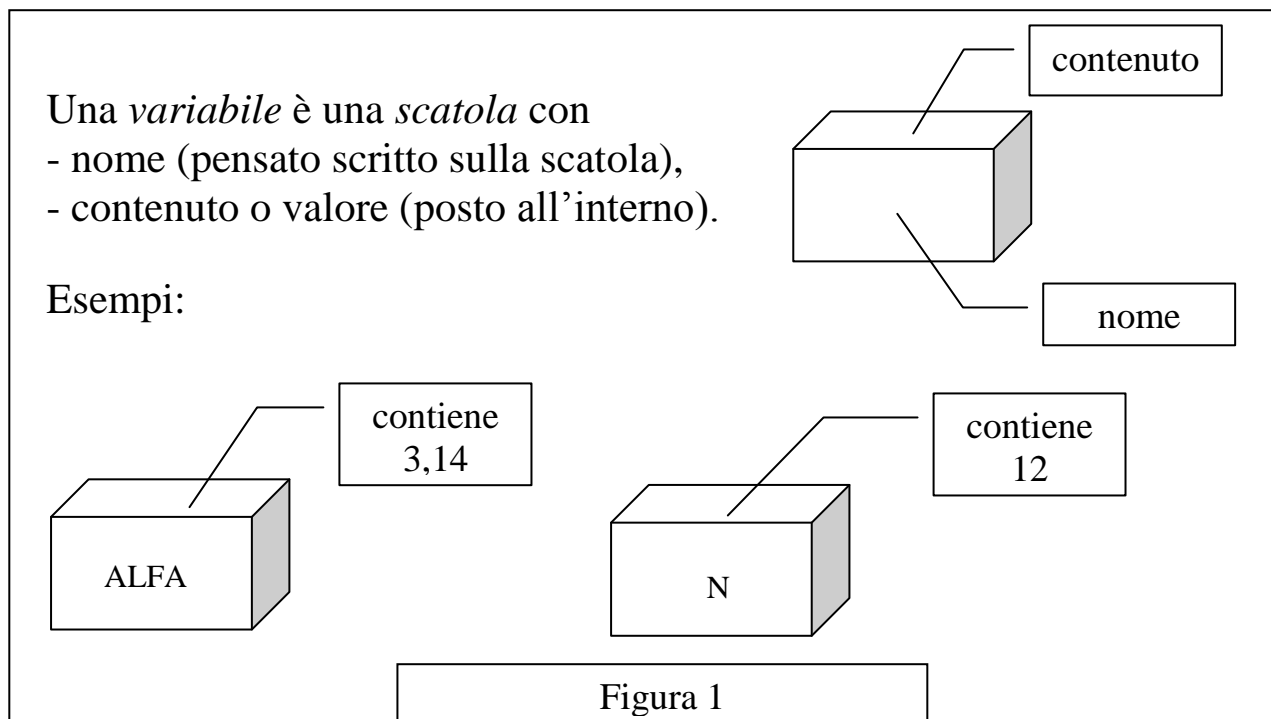 contenuto
Una variabile è una scatola con
- nome (pensato scritto sulla scatola),
- contenuto o valore (posto all’interno).
Esempi:
nome
contiene
3,14
contiene
12
ALFA
N
Figura 1